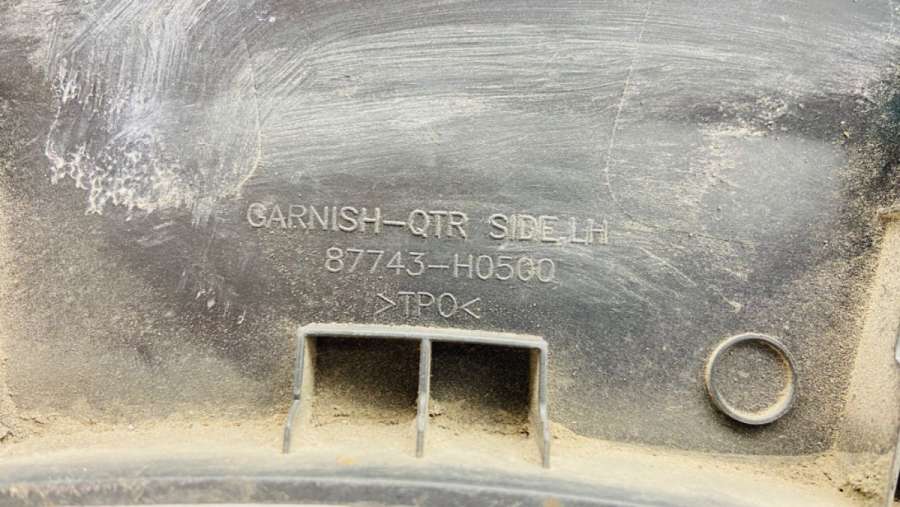 GARNISH-QTR SIDE,LH
87743-H0500
>TPO<